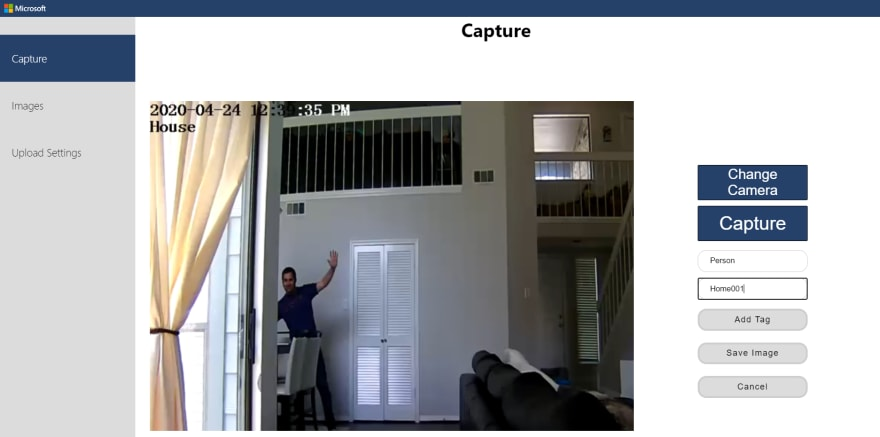 Microsoft
Capture
Capture
Images
Upload Settings
2020-04-24 12:39:35 PM
House
Change
Camera
Capture
Person
Home001
Add Tag
Save Image
Cancel